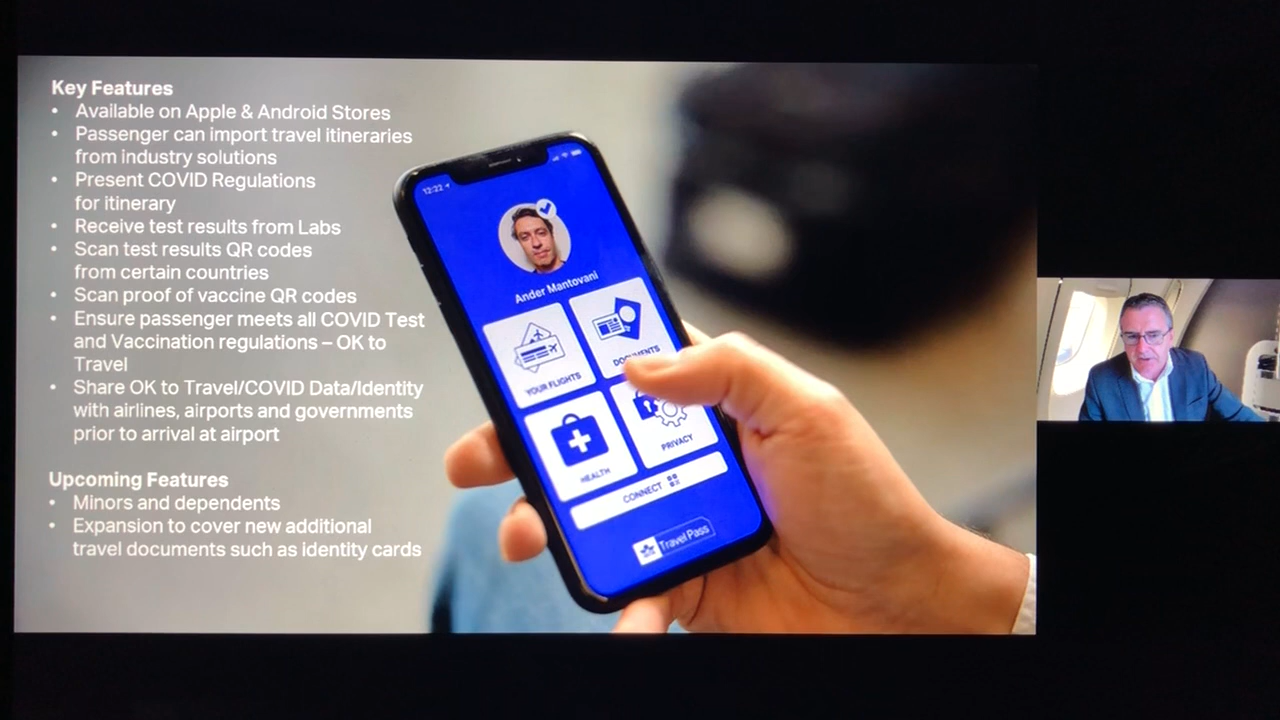 Key Features
• Available on Apple & Android Stores
• Passenger can import travel itineraries
from industry solutions
• Present COVID Regulations
for itinerary
• Receive test results from Labs
• Scan test results QR codes
from certain countries
• Scan proof of vaccine QR codes
• Ensure passenger meets all COVID Test
and Vaccination regulations – OK to
Travel
• Share OK to Travel/COVID Data/Identity
with airlines, airports and governments
prior to arrival at airport
Upcoming Features
• Minors and dependents
• Expansion to cover new additional
travel documents such as identity cards
12:22
Ander Mantovani
YOUR FLIGHTS
DOCUMENTS
HEALTH
PRIVACY
CONNECT
Travel Pass